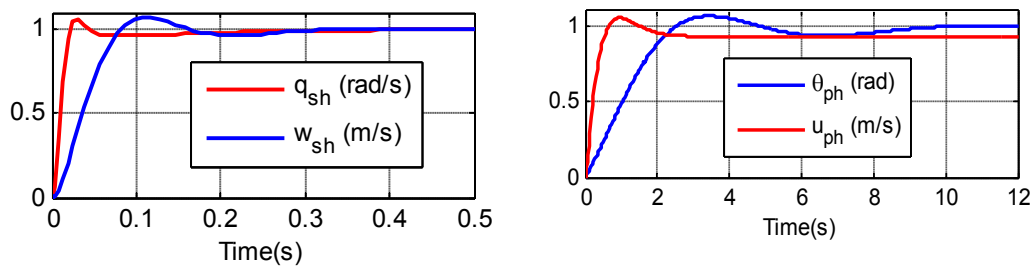 1
0.5
0
q_sh (rad/s)
w_sh (m/s)
0 0.1 0.2 0.3 0.4 0.5
Time(s)
1
0.5
0
θ_ph (rad)
u_ph (m/s)
0 2 4 6 8 10 12
Time(s)